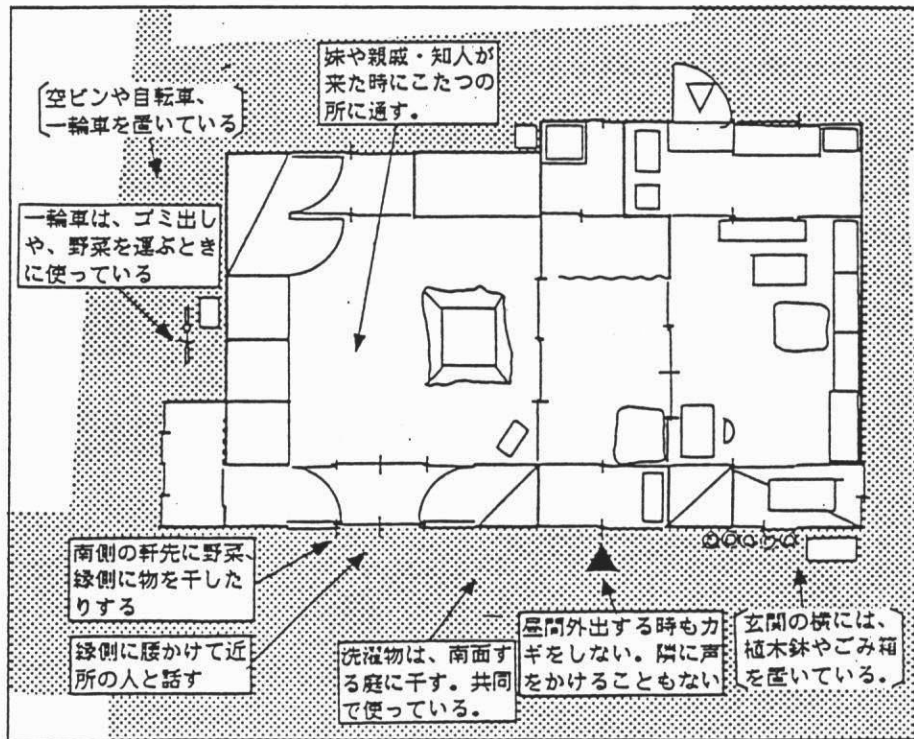 妹や親戚・知人が
来た時にこたつの
所に通す。
空ビンや自転車、
一輪車を置いている
一輪車は、ゴミ出し
や、野菜を運ぶとき
に使っている
南側の軒先に野菜、
縁側に物を干した
りする
縁側に腰かけて近
所の人と話す
洗濯物は、南面す
る庭に干す。共同
で使っている。
昼間外出する時もカ
ギをしない。隣に声
をかけることもない
玄関の横には、
植木鉢やごみ箱
を置いている。